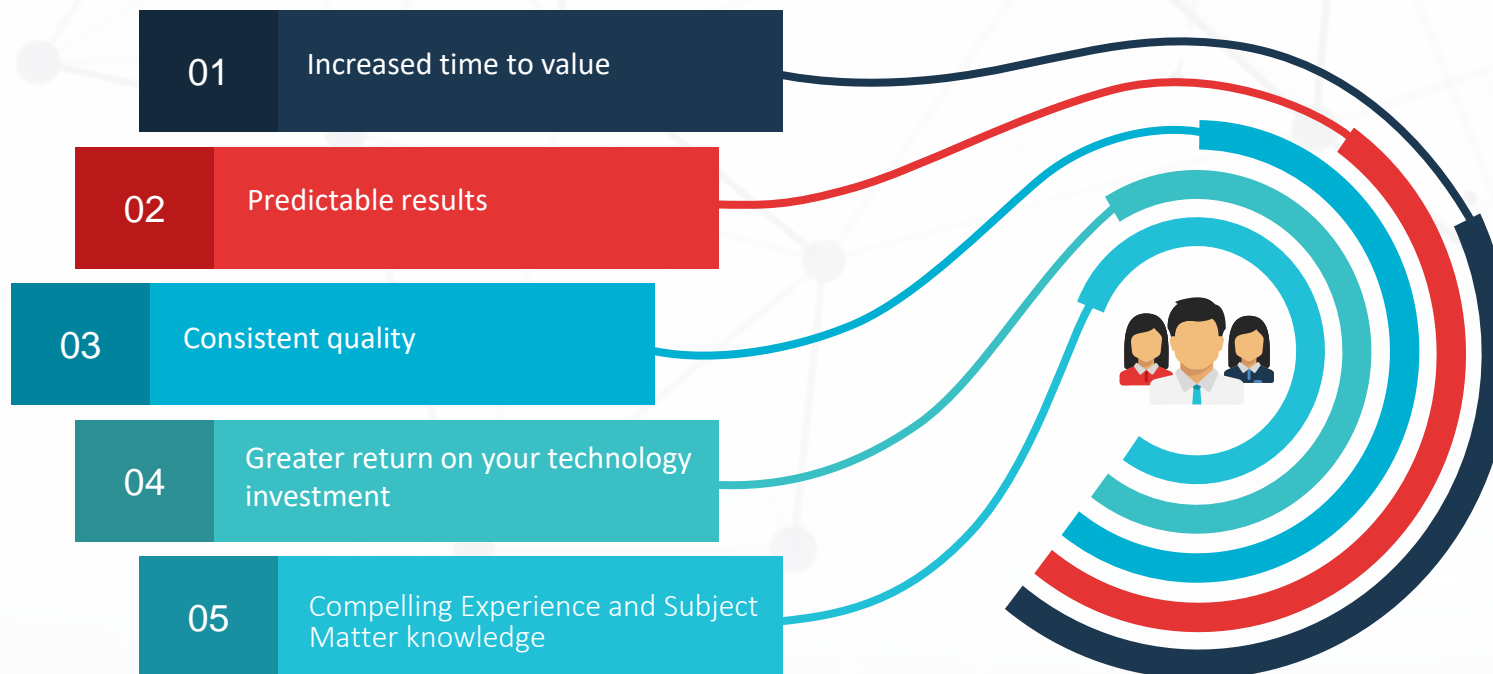 01
Increased time to value
02
Predictable results
03
Consistent quality
04
Greater return on your technology
investment
05
Compelling Experience and Subject
Matter knowledge